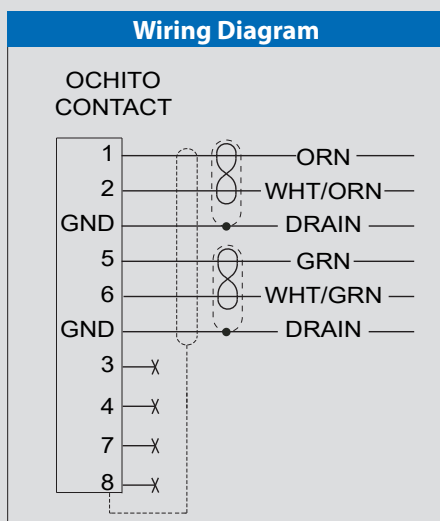 Wiring Diagram
OCHITO
CONTACT
1 ORN
2 WHT/ORN
GND DRAIN
5 GRN
6 WHT/GRN
GND DRAIN
3
4
7
8